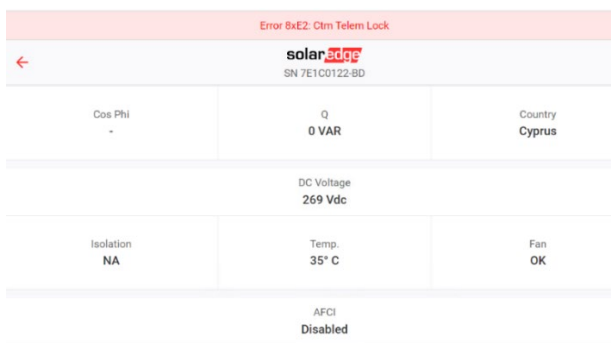 Error 8xE2: Ctm Telem Lock
solaredge
SN 7E1C0122-BD
Cos Phi
-
Q
0 VAR
Country
Cyprus
DC Voltage
269 Vdc
Isolation
NA
Temp.
35° C
Fan
OK
AFCI
Disabled